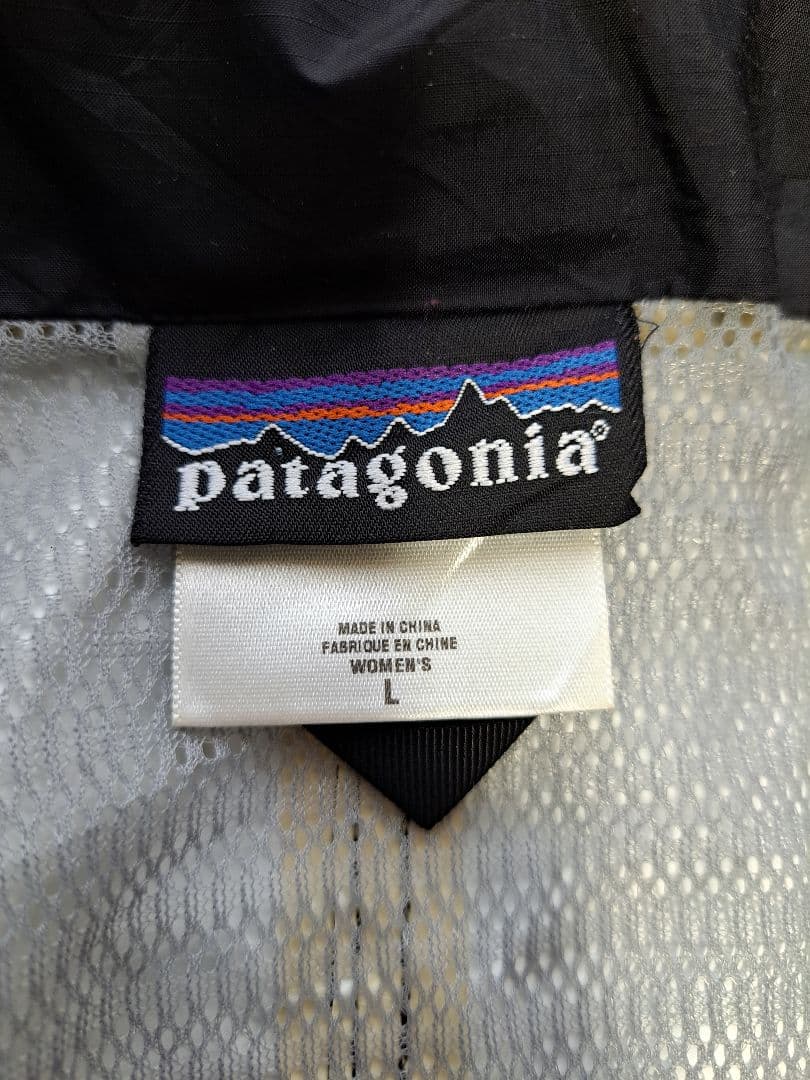 patagonia®
MADE IN CHINA
FABRIQUE EN CHINE
WOMEN'S
L